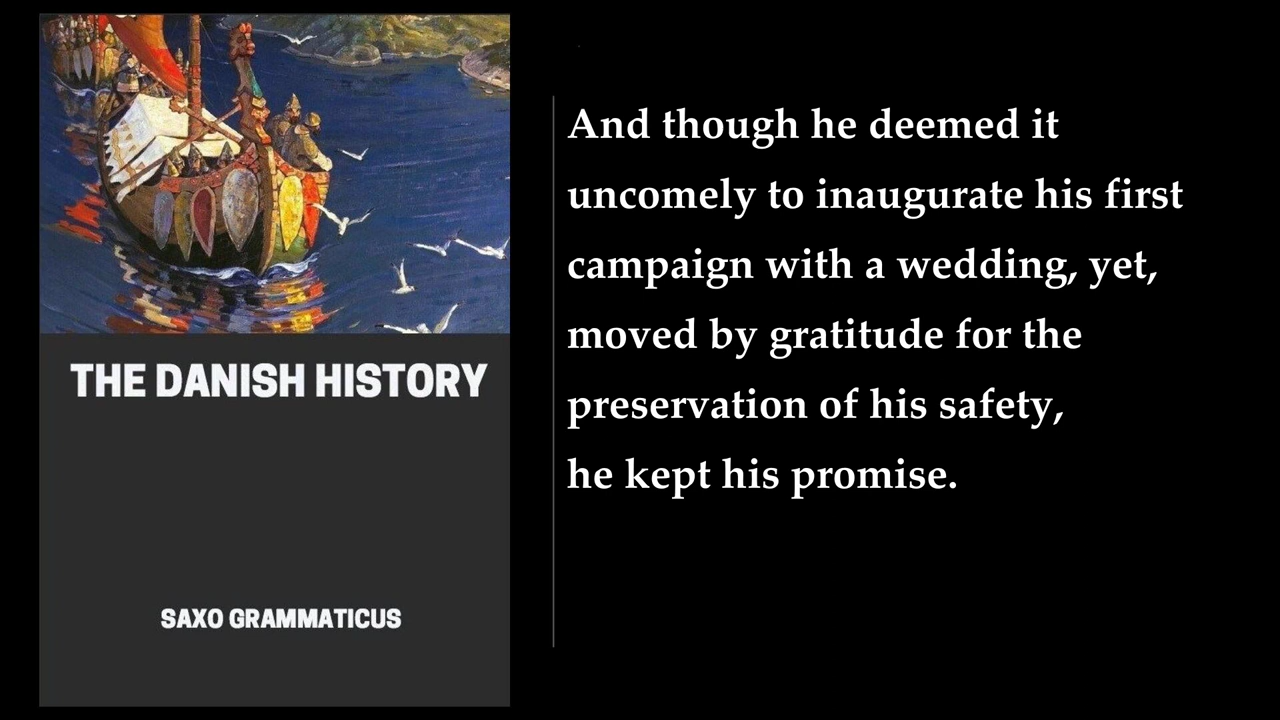 THE DANISH HISTORY
SAXO GRAMMATICUS
And though he deemed it
uncomely to inaugurate his first
campaign with a wedding, yet,
moved by gratitude for the
preservation of his safety,
he kept his promise.